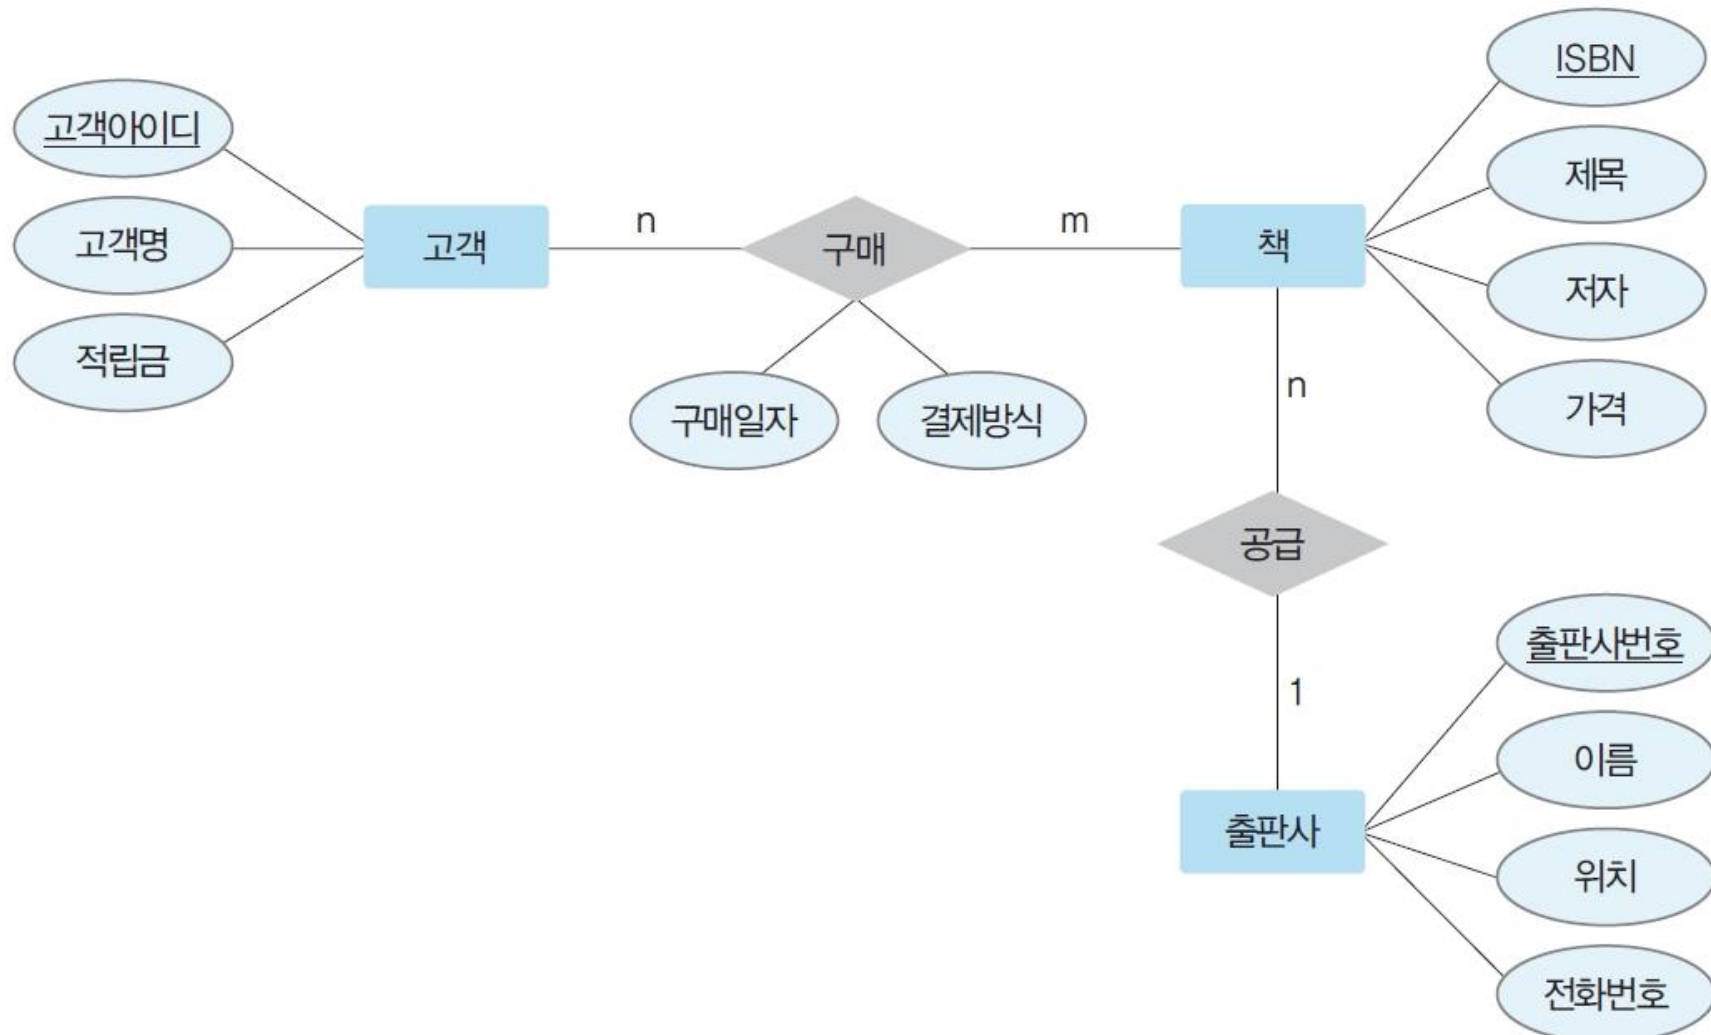 고객아이디
고객명
적립금
고객
n
구매
m
책
구매일자
결제방식
ISBN
제목
저자
가격
n
공급
1
출판사
출판사번호
이름
위치
전화번호